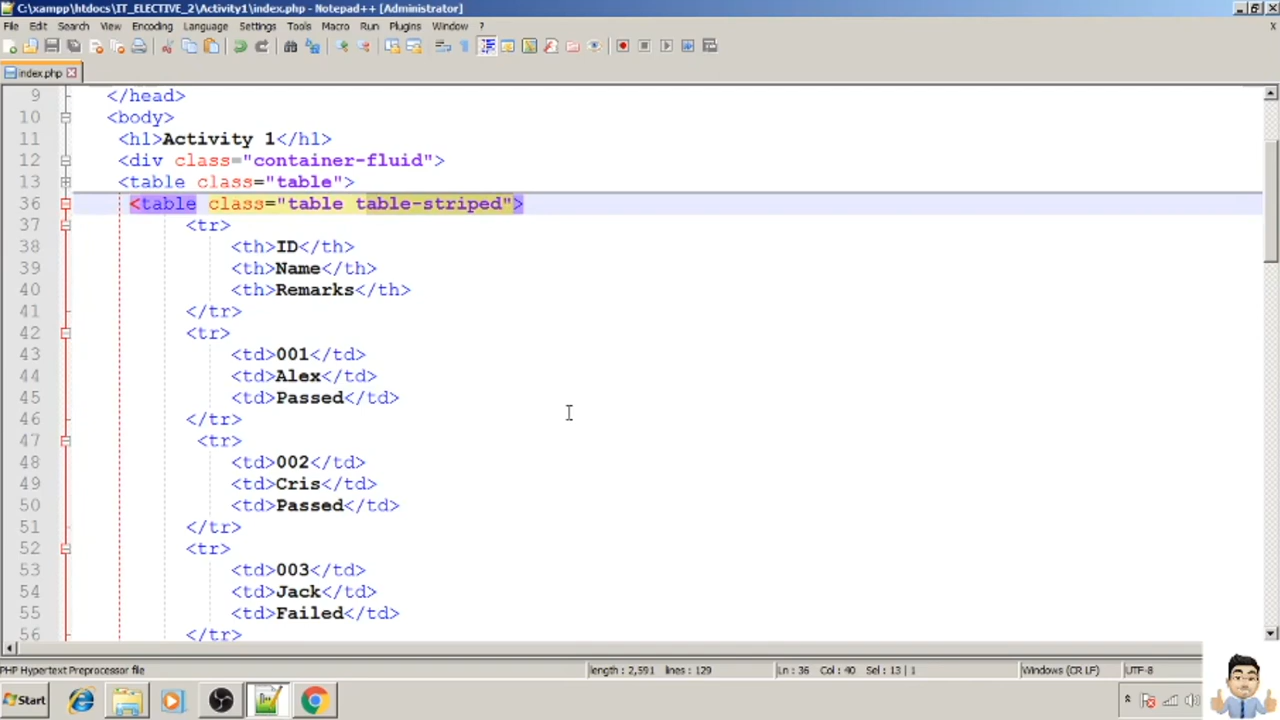 C:\xampp\htdocs\IT_ELECTIVE_2\Activity1\index.php - Notepad++ [Administrator]
File Edit Search View Encoding Language Settings Tools Macro Run Plugins Window ? X
index.php
9 </head>
10 <body>
11 <h1>Activity 1</h1>
12 <div class="container-fluid">
13 <table class="table">
36 <table class="table table-striped">
37 <tr>
38 <th>ID</th>
39 <th>Name</th>
40 <th>Remarks</th>
41 </tr>
42 <tr>
43 <td>001</td>
44 <td>Alex</td>
45 <td>Passed</td>
46 </tr>
47 <tr>
48 <td>002</td>
49 <td>Cris</td>
50 <td>Passed</td>
51 </tr>
52 <tr>
53 <td>003</td>
54 <td>Jack</td>
55 <td>Failed</td>
56 </tr>
PHP Hypertext Preprocessor file length : 2,591 lines : 129 Ln : 36 Col : 40 Sel : 13 | 1 Windows (CR LF) UTF-8
Start